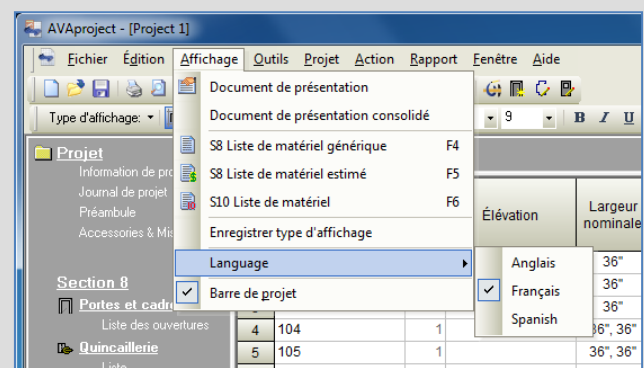 AVAproject - [Project 1]
Fichier Édition Affichage Outils Projet Action Rapport Fenêtre Aide
Type d'affichage:
9 B I U
Document de présentation
Document de présentation consolidé
S8 Liste de matériel générique F4
S8 Liste de matériel estimé F5
S10 Liste de matériel F6
Enregistrer type d'affichage
Language
Barre de projet
Anglais
Français
Spanish
Projet
Information de
Journal de projet
Préambule
Accessories &
Section 8
Portes et
Liste des ouvertures
Quincaillerie
Liste
Élévation
Largeur nominale
36"
36"
36"
4 104 1 36", 36"
5 105 1 36", 36"